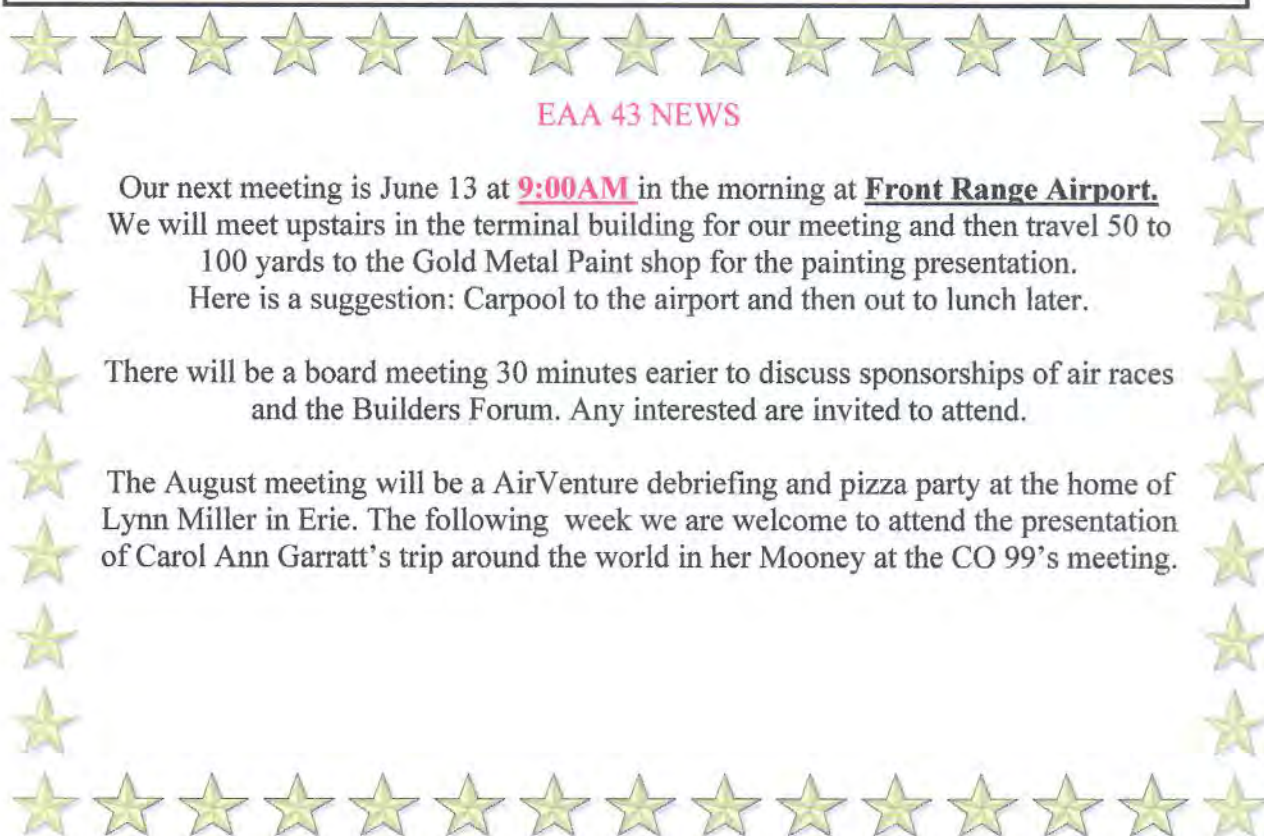 EAA 43 NEWS
Our next meeting is June 13 at 9:00AM in the morning at Front Range Airport.
We will meet upstairs in the terminal building for our meeting and then travel 50 to
100 yards to the Gold Metal Paint shop for the painting presentation.
Here is a suggestion: Carpool to the airport and then out to lunch later.
There will be a board meeting 30 minutes earier to discuss sponsorships of air races
and the Builders Forum. Any interested are invited to attend.
The August meeting will be a AirVenture debriefing and pizza party at the home of
Lynn Miller in Erie. The following  week we are welcome to attend the presentation
of Carol Ann Garratt's trip around the world in her Mooney at the CO 99's meeting.